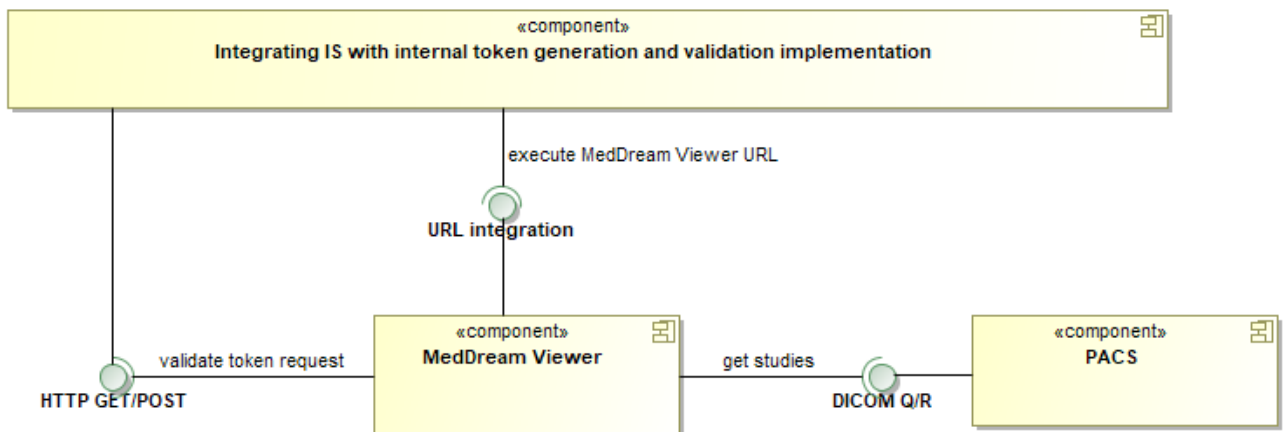 «component»
Integrating IS with internal token generation and validation implementation
execute MedDream Viewer URL
URL integration
«component»
MedDream Viewer
«component»
PACS
validate token request
get studies
HTTP GET/POST
DICOM Q/R